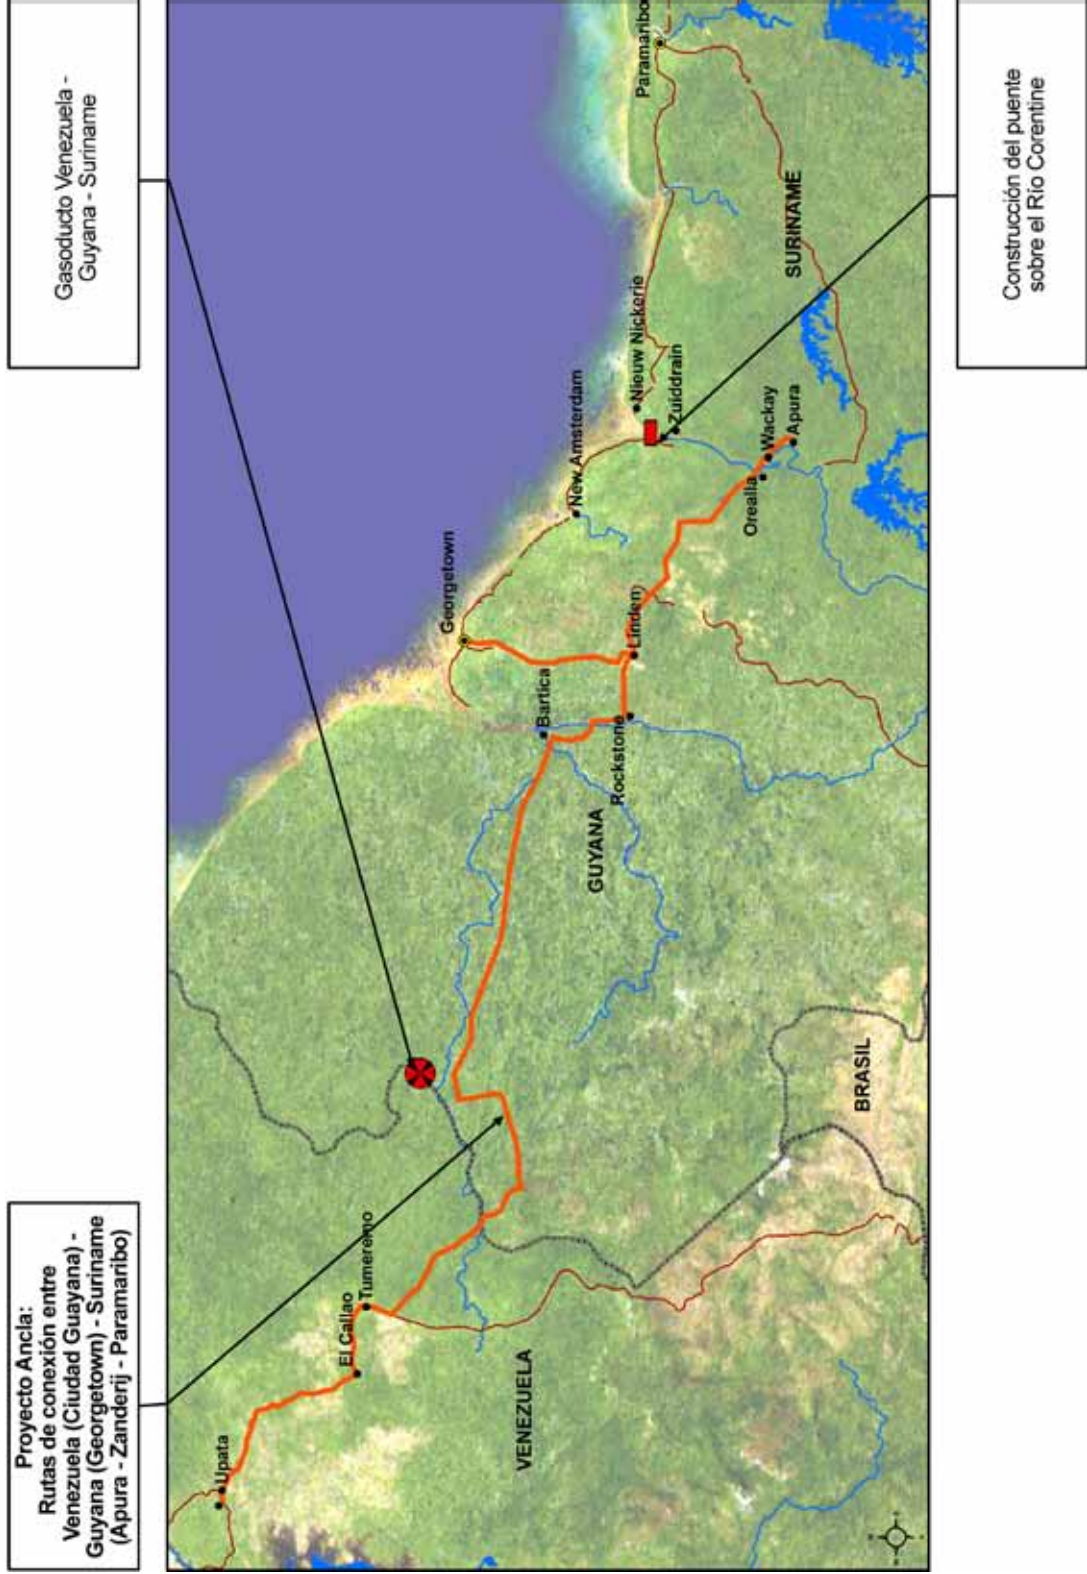 Proyecto Ancla:
Rutas de conexión entre
Venezuela (Ciudad Guayana) -
Guyana (Georgetown) - Suriname
(Apura - Zanderij - Paramaribo)
Gasoducto Venezuela -
Guyana - Suriname
Upata
El Callao
Tumeremo
VENEZUELA
Georgetown
Bartica
Rockstone
GUYANA
Linden
BRASIL
New Amsterdam
Nieuw Nickerie
Zuiddrain
Orealla
Wackay
Apura
Paramaribo
SURINAME
Construcción del puente
sobre el Río Corentine